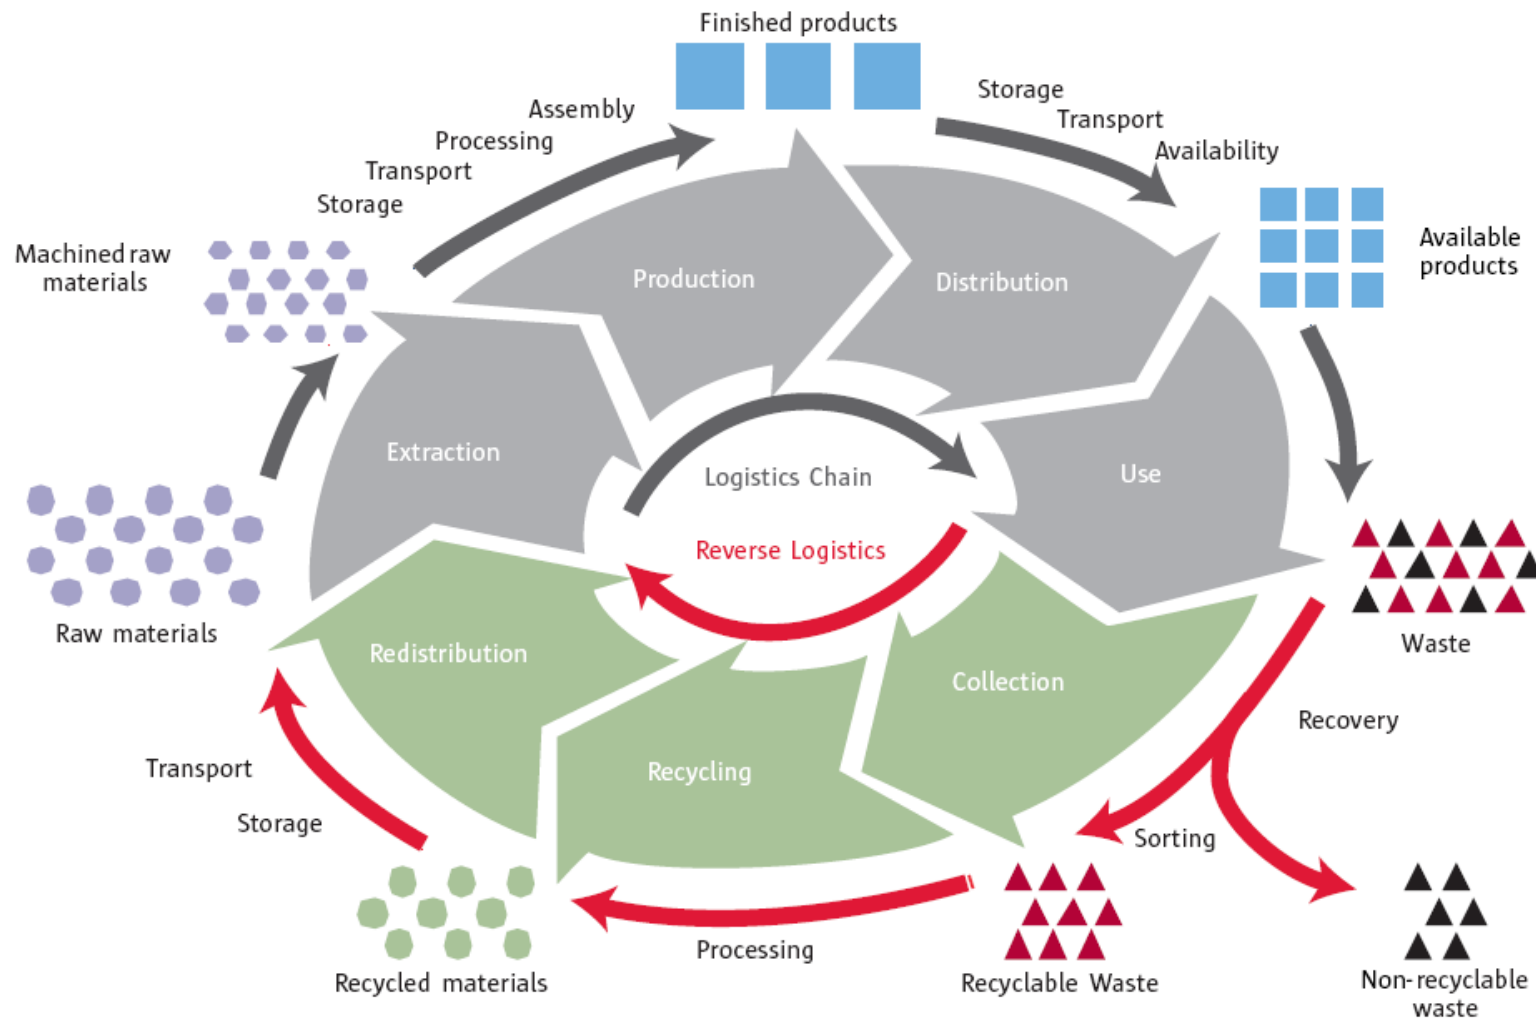 Finished products
Storage
Assembly
Transport
Processing
Availability
Transport
Storage
Machined raw
materials
Available
products
Production
Distribution
Extraction
Use
Logistics Chain
Reverse Logistics
Raw materials
Waste
Redistribution
Collection
Recovery
Transport
Recycling
Storage
Sorting
Processing
Recycled materials
Recyclable Waste
Non-recyclable
waste